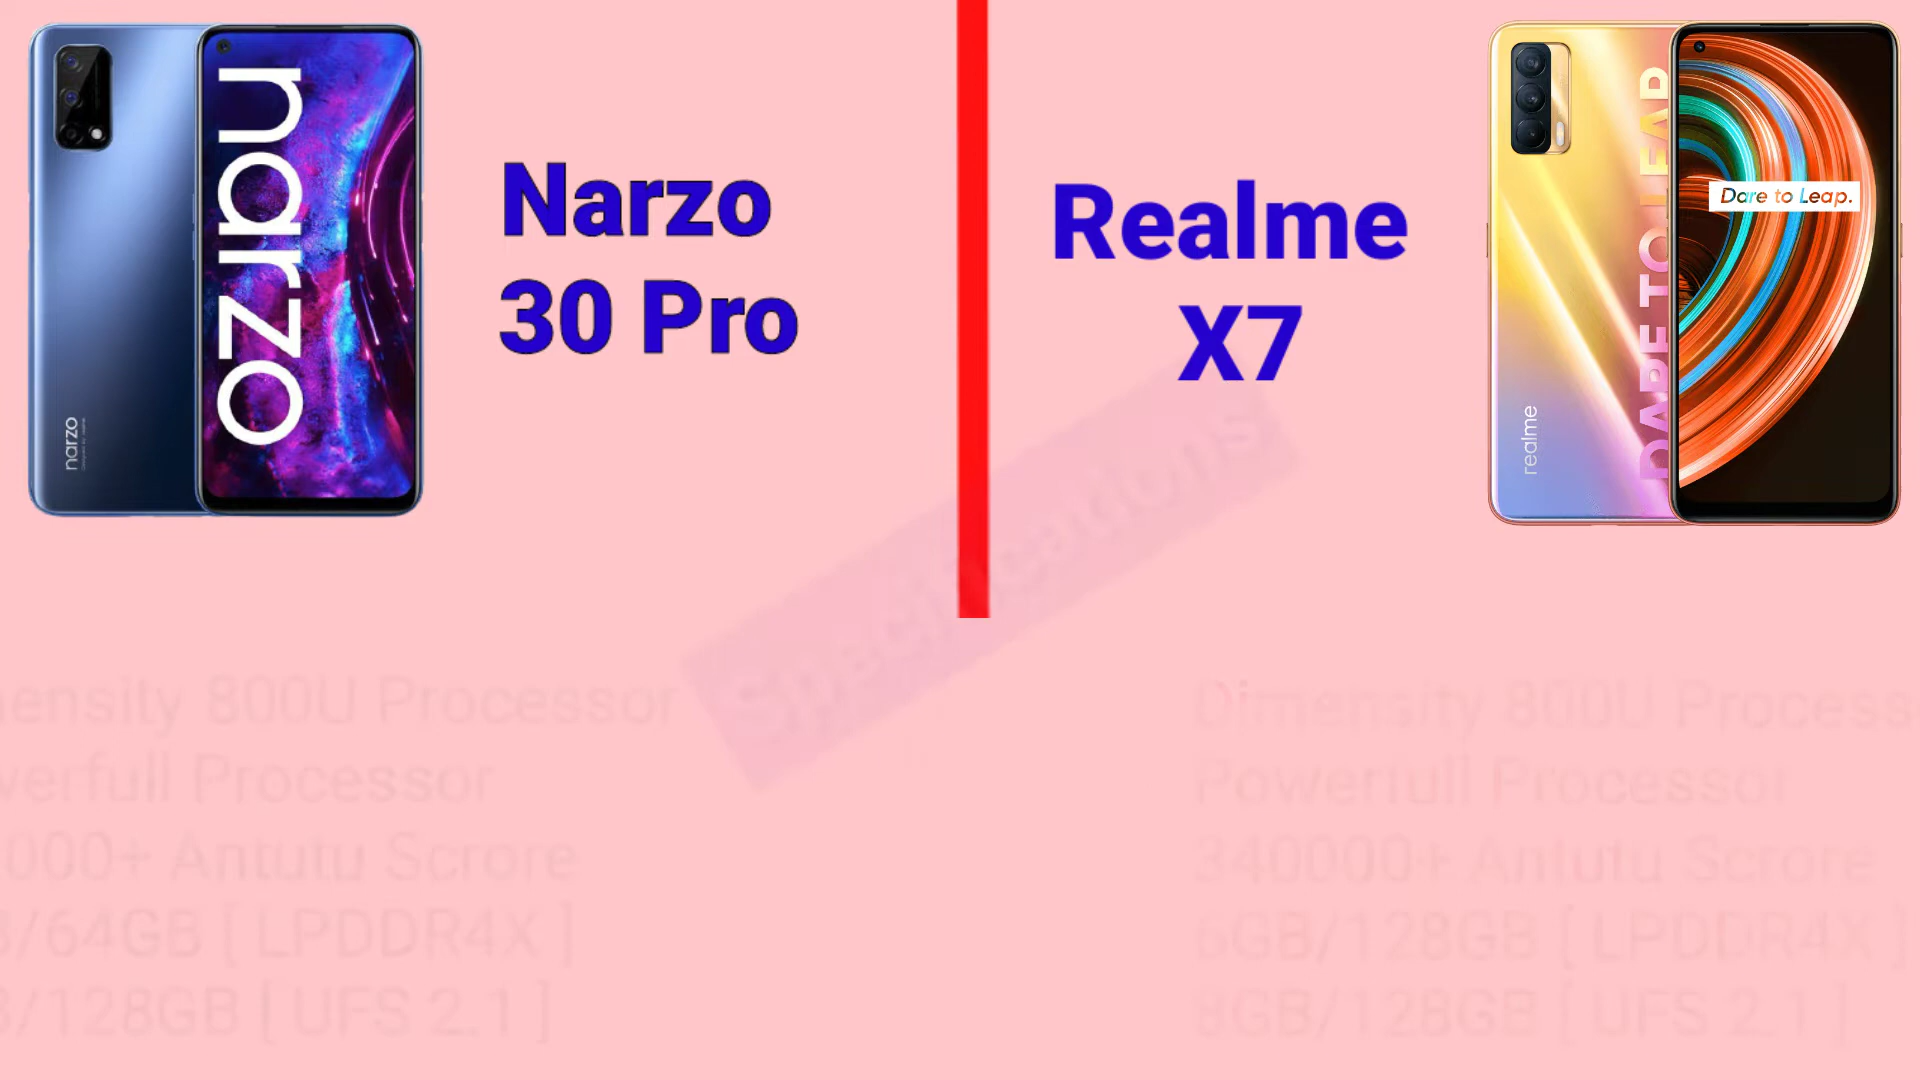 narzo
narzo
Narzo
30 Pro
Realme
X7
realme
DARE TO LEAP
Dare to Leap.
Specifications
ensity 800U Processor
verfull Processor
000+ Antutu Scrore
/64GB [ LPDDR4X ]
/128GB [ UFS 2.1 ]
Dimensity 800U Process
Powerfull Processor
340000+ Antutu Scrore
6GB/128GB [ LPDDR4X ]
8GB/128GB [ UFS 2.1 ]